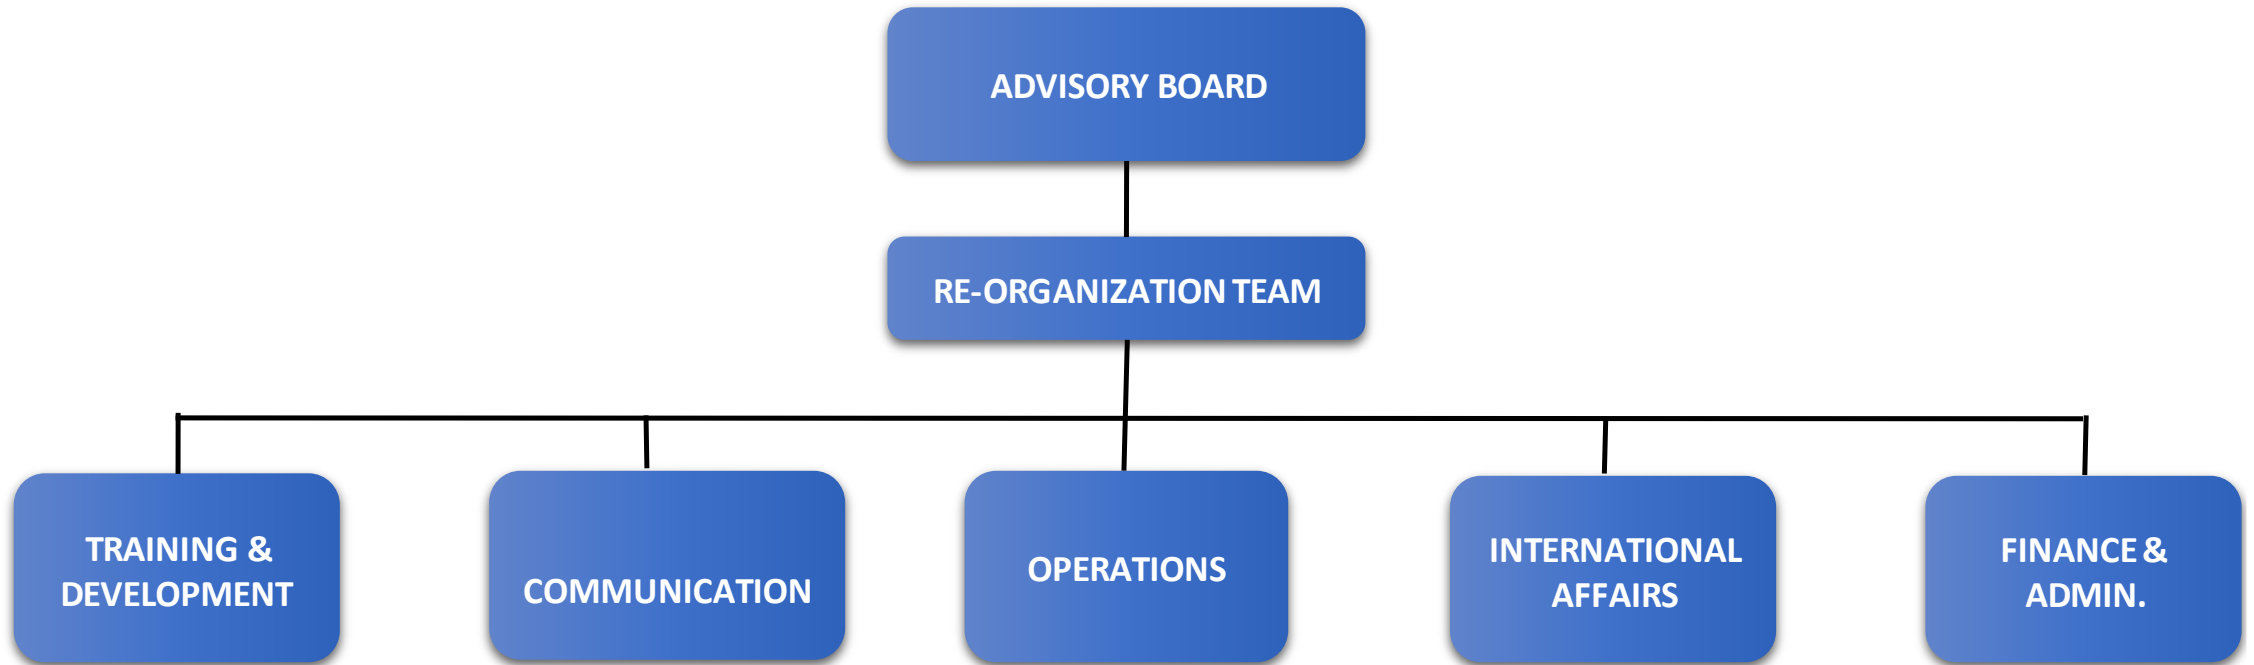 ADVISORY BOARD
RE-ORGANIZATION TEAM
TRAINING &
DEVELOPMENT
COMMUNICATION
OPERATIONS
INTERNATIONAL
AFFAIRS
FINANCE &
ADMIN.